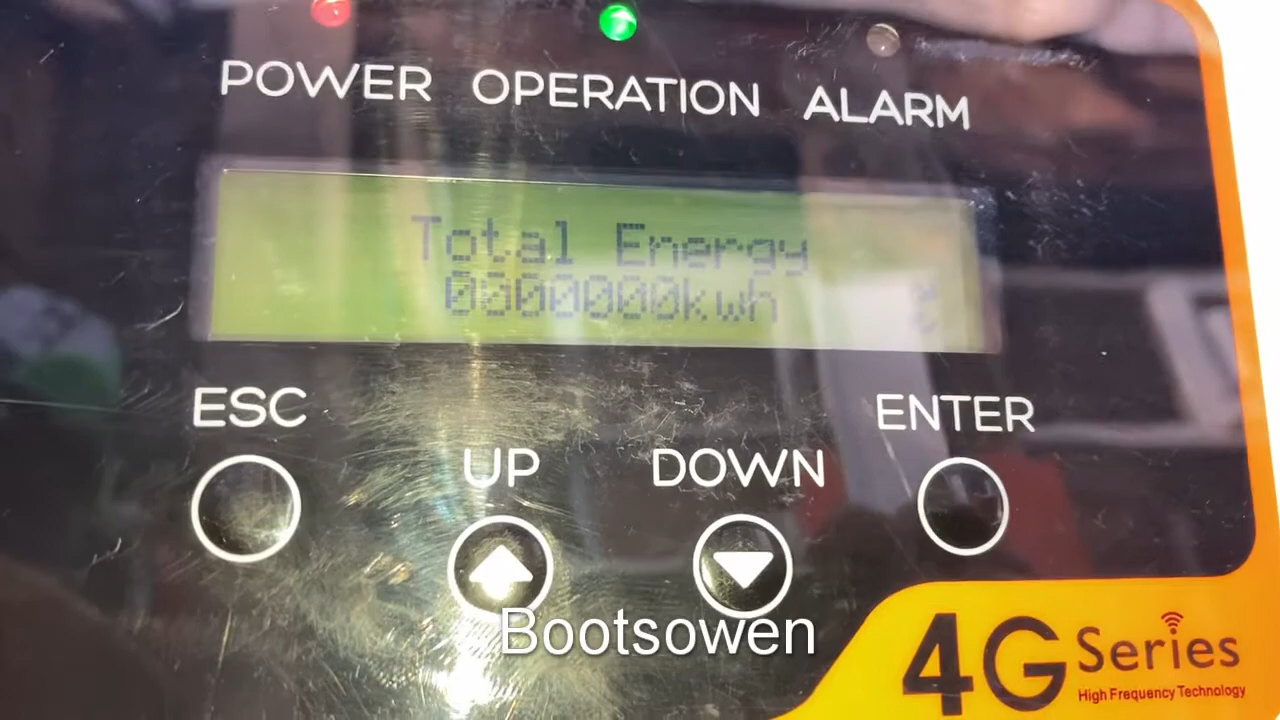 POWER OPERATION ALARM
Total Energy
0000000kwh
ESC UP DOWN ENTER
Bootsowen
4G Series
High Frequency Technology